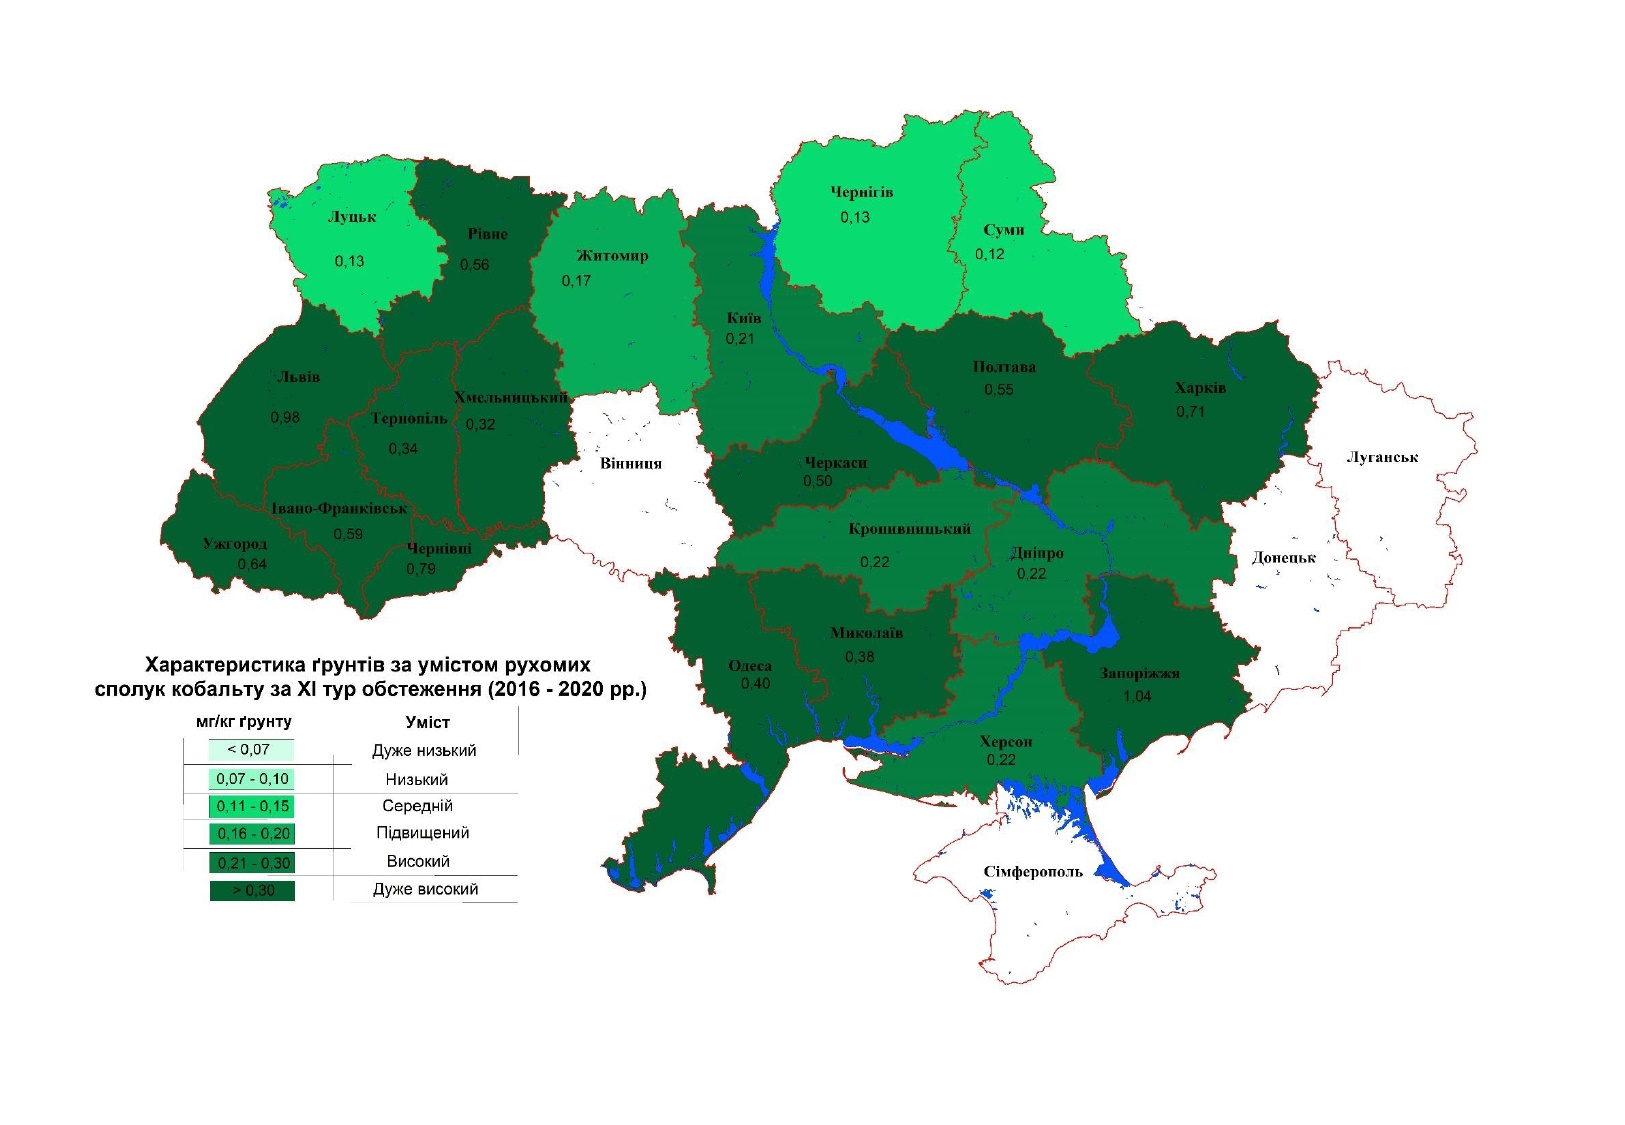 Чернігів
0,13
Суми
0,12
Луцьк
0,13
Рівне
0,56
Житомир
0,17
Київ
0,21
Полтава
0,55
Харків
0,71
Львів
0,98
Тернопіль
0,34
Хмельницький
0,32
Вінниця
Черкаси
0,50
Луганськ
Івано-Франківськ
0,59
Ужгород
0,64
Чернівці
0,79
Кропивницький
0,22
Дніпро
0,22
Донецьк
Миколаїв
0,38
Одеса
0,40
Запоріжжя
1,04
Херсон
0,22
Сімферополь
Характеристика ґрунтів за умістом рухомих
сполук кобальту за XI тур обстеження (2016 - 2020 рр.)
мг/кг ґрунту Уміст
< 0,07 Дуже низький
0,07 - 0,10 Низький
0,11 - 0,15 Середній
0,16 - 0,20 Підвищений
0,21 - 0,30 Високий
> 0,30 Дуже високий